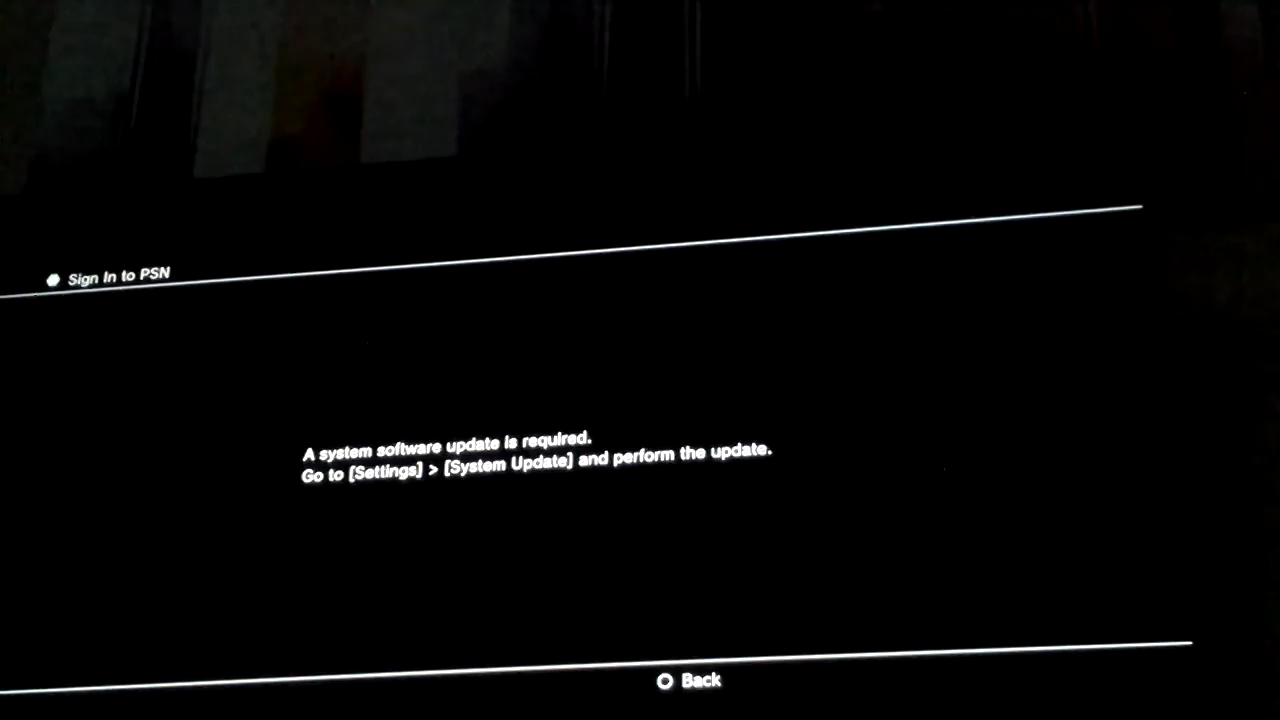 Sign In to PSN
A system software update is required.
Go to [Settings] > [System Update] and perform the update.
Back